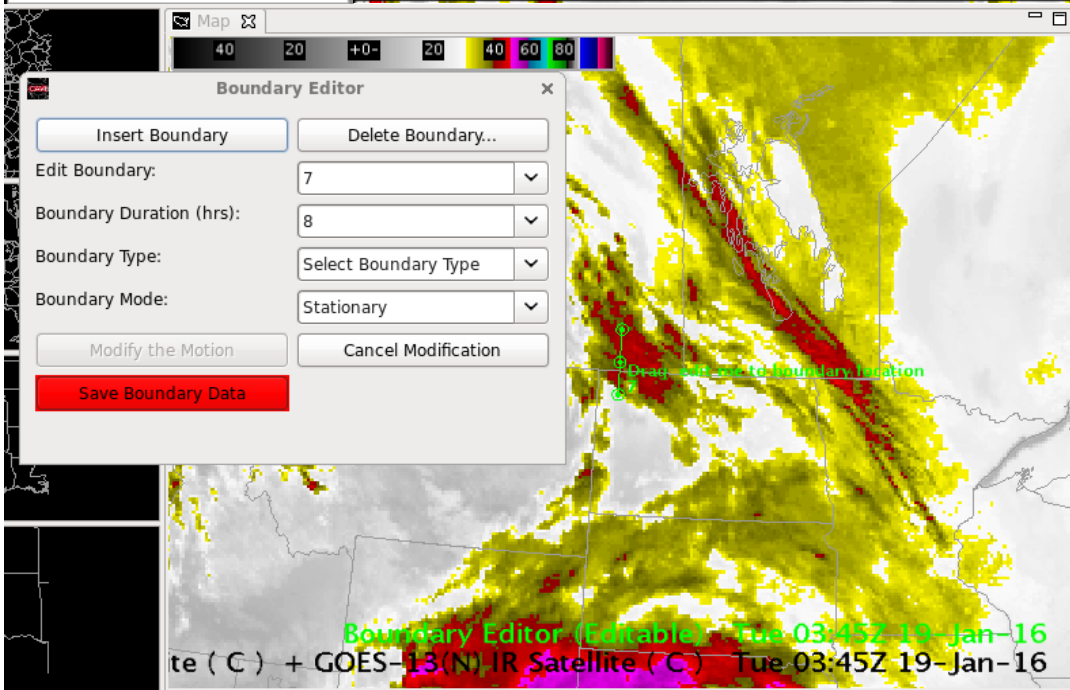 Map
40 20 +0- 20 40 60 80
Boundary Editor
Insert Boundary
Delete Boundary...
Edit Boundary:
7
Boundary Duration (hrs):
8
Boundary Type:
Select Boundary Type
Boundary Mode:
Stationary
Modify the Motion
Cancel Modification
Save Boundary Data
Drag edit me to boundary location
7
Boundary Editor (Editable) Tue 03:45Z 19-Jan-16
te ( C ) + GOES-13(N) IR Satellite ( C ) Tue 03:45Z 19-Jan-16